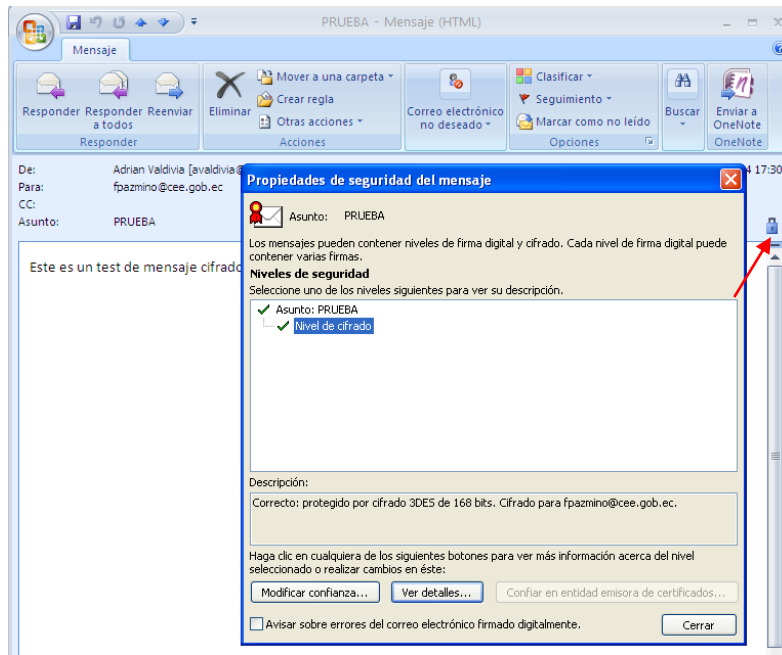 PRUEBA - Mensaje (HTML)
Mensaje
Responder Responder a todos Reenviar
Responder
Eliminar
Mover a una carpeta
Crear regla
Otras acciones
Acciones
Correo electrónico no deseado
Clasificar
Seguimiento
Marcar como no leído
Opciones
Buscar
Enviar a OneNote
OneNote
De: Adrian Valdivia [avaldivia@ 4 17:30
Para: fpazmino@cee.gob.ec
CC:
Asunto: PRUEBA
Este es un test de mensaje cifrado
Propiedades de seguridad del mensaje
Asunto: PRUEBA
Los mensajes pueden contener niveles de firma digital y cifrado. Cada nivel de firma digital puede
contener varias firmas.
Niveles de seguridad
Seleccione uno de los niveles siguientes para ver su descripción.
Asunto: PRUEBA
Nivel de cifrado
Descripción:
Correcto: protegido por cifrado 3DES de 168 bits. Cifrado para fpazmino@cee.gob.ec.
Haga clic en cualquiera de los siguientes botones para ver más información acerca del nivel
seleccionado o realizar cambios en éste:
Modificar confianza... Ver detalles... Confiar en entidad emisora de certificados...
Avisar sobre errores del correo electrónico firmado digitalmente. Cerrar